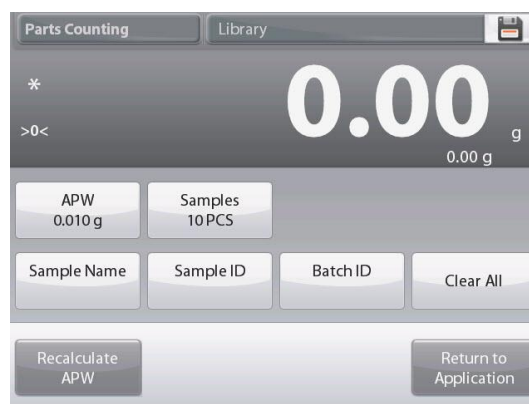 Parts Counting Library
*
0.00 g
>0<
0.00 g
APW
0.010 g
Samples
10 PCS
Sample Name Sample ID Batch ID Clear All
Recalculate
APW
Return to
Application